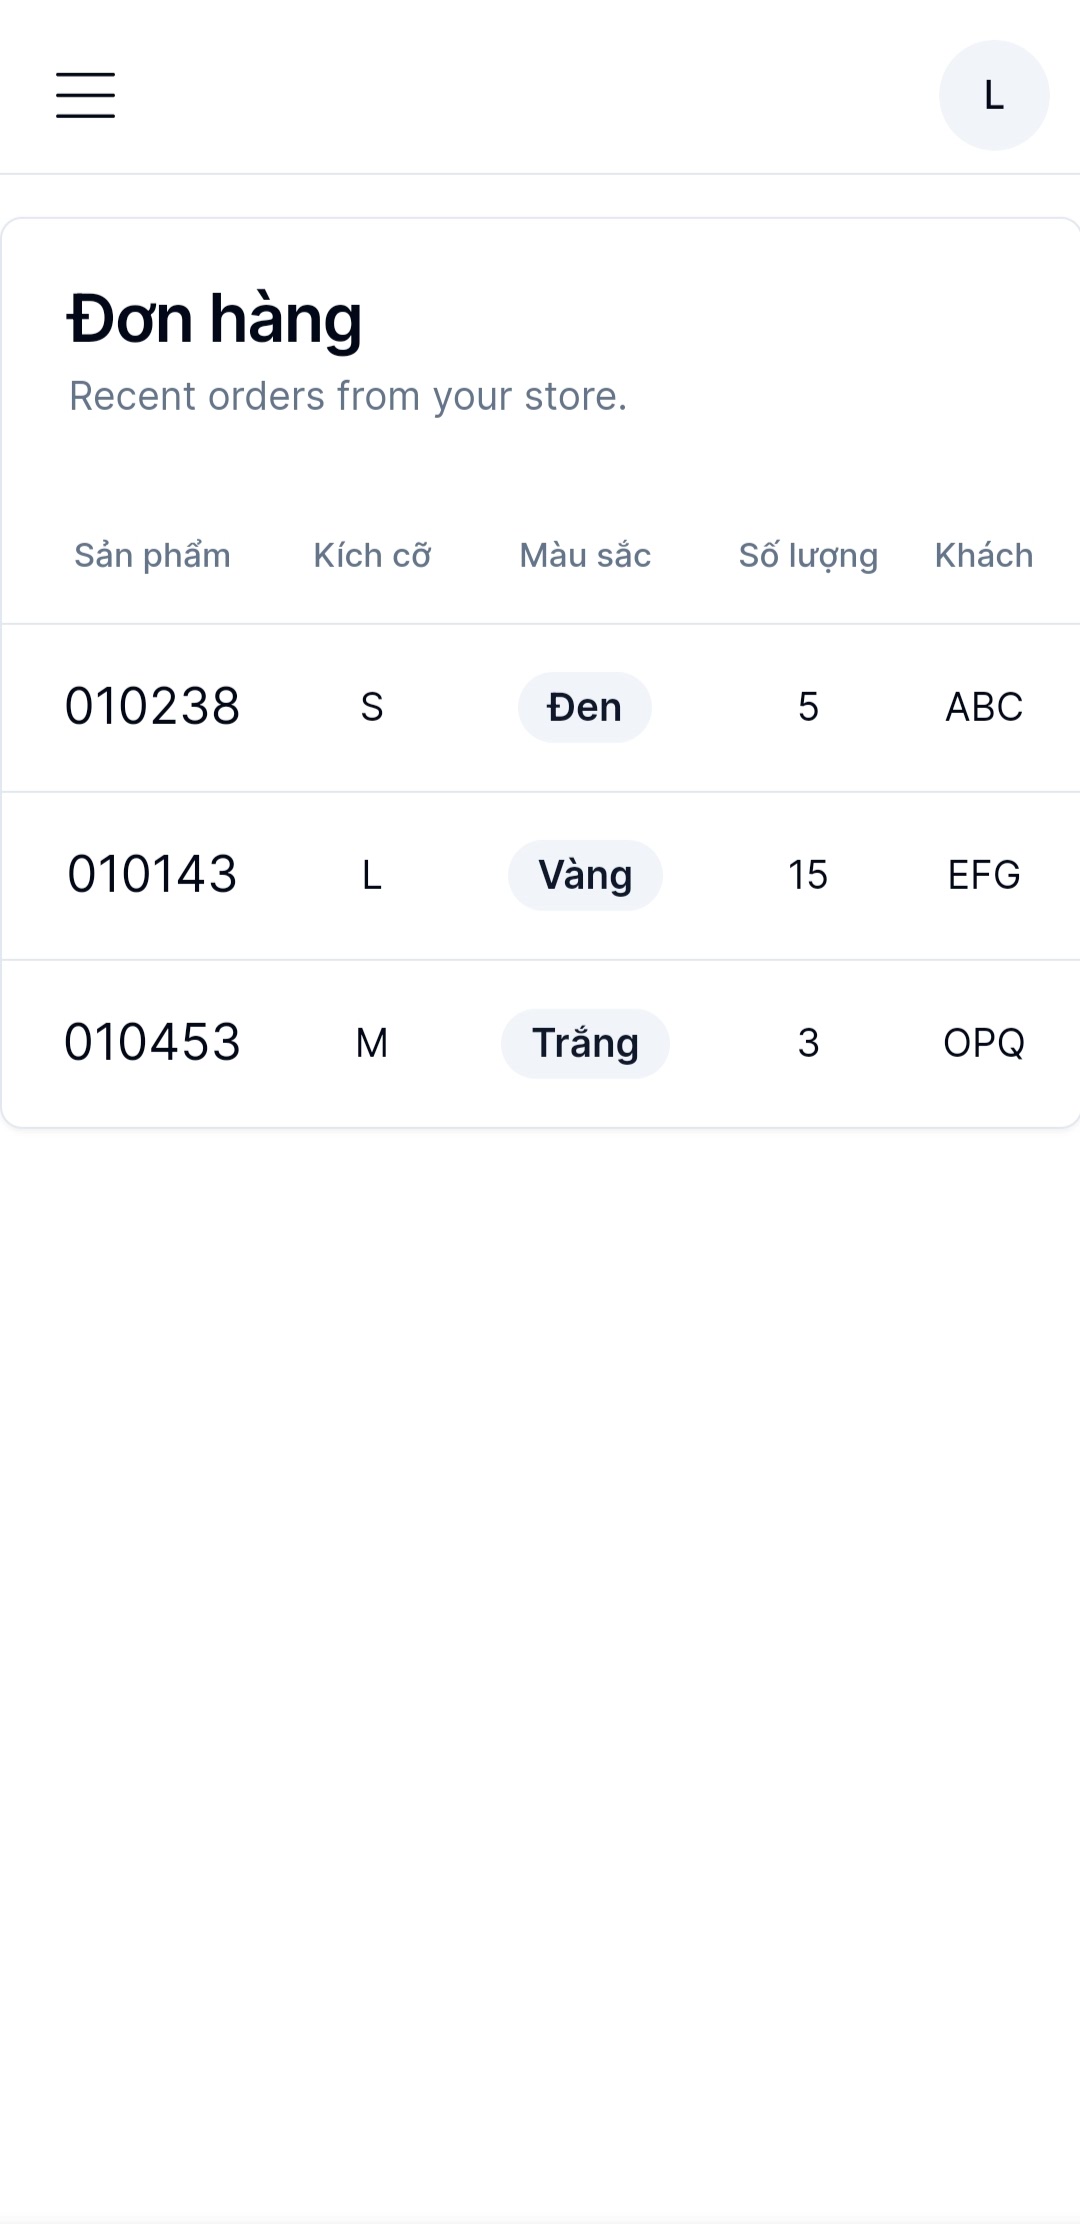 L
Đơn hàng
Recent orders from your store.
Sản phẩm Kích cỡ Màu sắc Số lượng Khách
010238 S Đen 5 ABC
010143 L Vàng 15 EFG
010453 M Trắng 3 OPQ